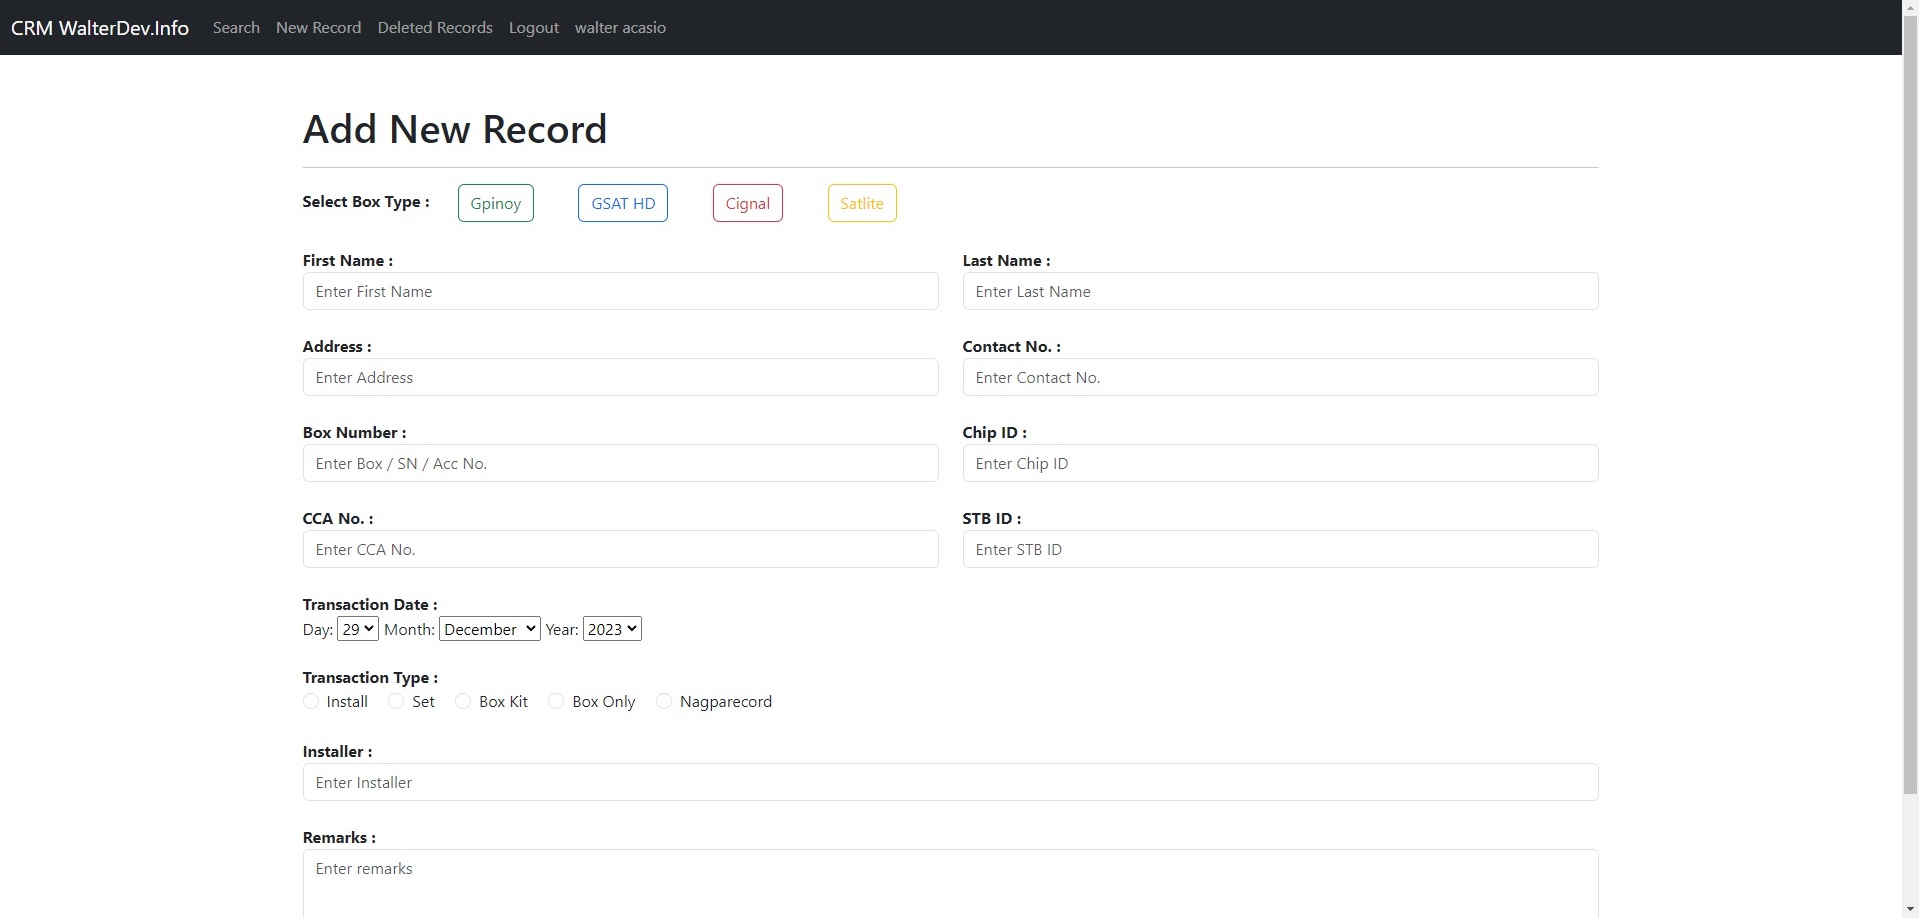 CRM WalterDev.Info Search New Record Deleted Records Logout walter acasio
Add New Record
Select Box Type : Gpinoy GSAT HD Cignal Satlite
First Name : Last Name :
Enter First Name Enter Last Name
Address : Contact No. :
Enter Address Enter Contact No.
Box Number : Chip ID :
Enter Box / SN / Acc No. Enter Chip ID
CCA No. : STB ID :
Enter CCA No. Enter STB ID
Transaction Date :
Day: 29 Month: December Year: 2023
Transaction Type :
Install Set Box Kit Box Only Nagparecord
Installer :
Enter Installer
Remarks :
Enter remarks